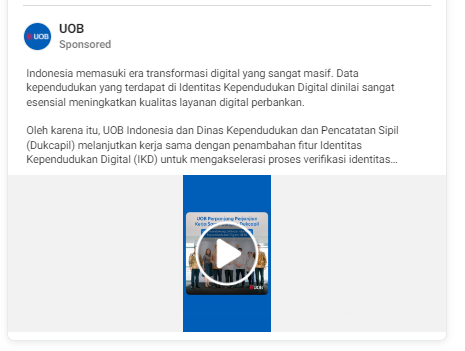 UOB
UOB
Sponsored
Indonesia memasuki era transformasi digital yang sangat masif. Data
kependudukan yang terdapat di Identitas Kependudukan Digital dinilai sangat
esensial meningkatkan kualitas layanan digital perbankan.
Oleh karena itu, UOB Indonesia dan Dinas Kependudukan dan Pencatatan Sipil
(Dukcapil) melanjutkan kerja sama dengan penambahan fitur Identitas
Kependudukan Digital (IKD) untuk mengakselerasi proses verifikasi identitas...
UOB Perpanjang Perjanjian
Kerja Dukcapil
UOB